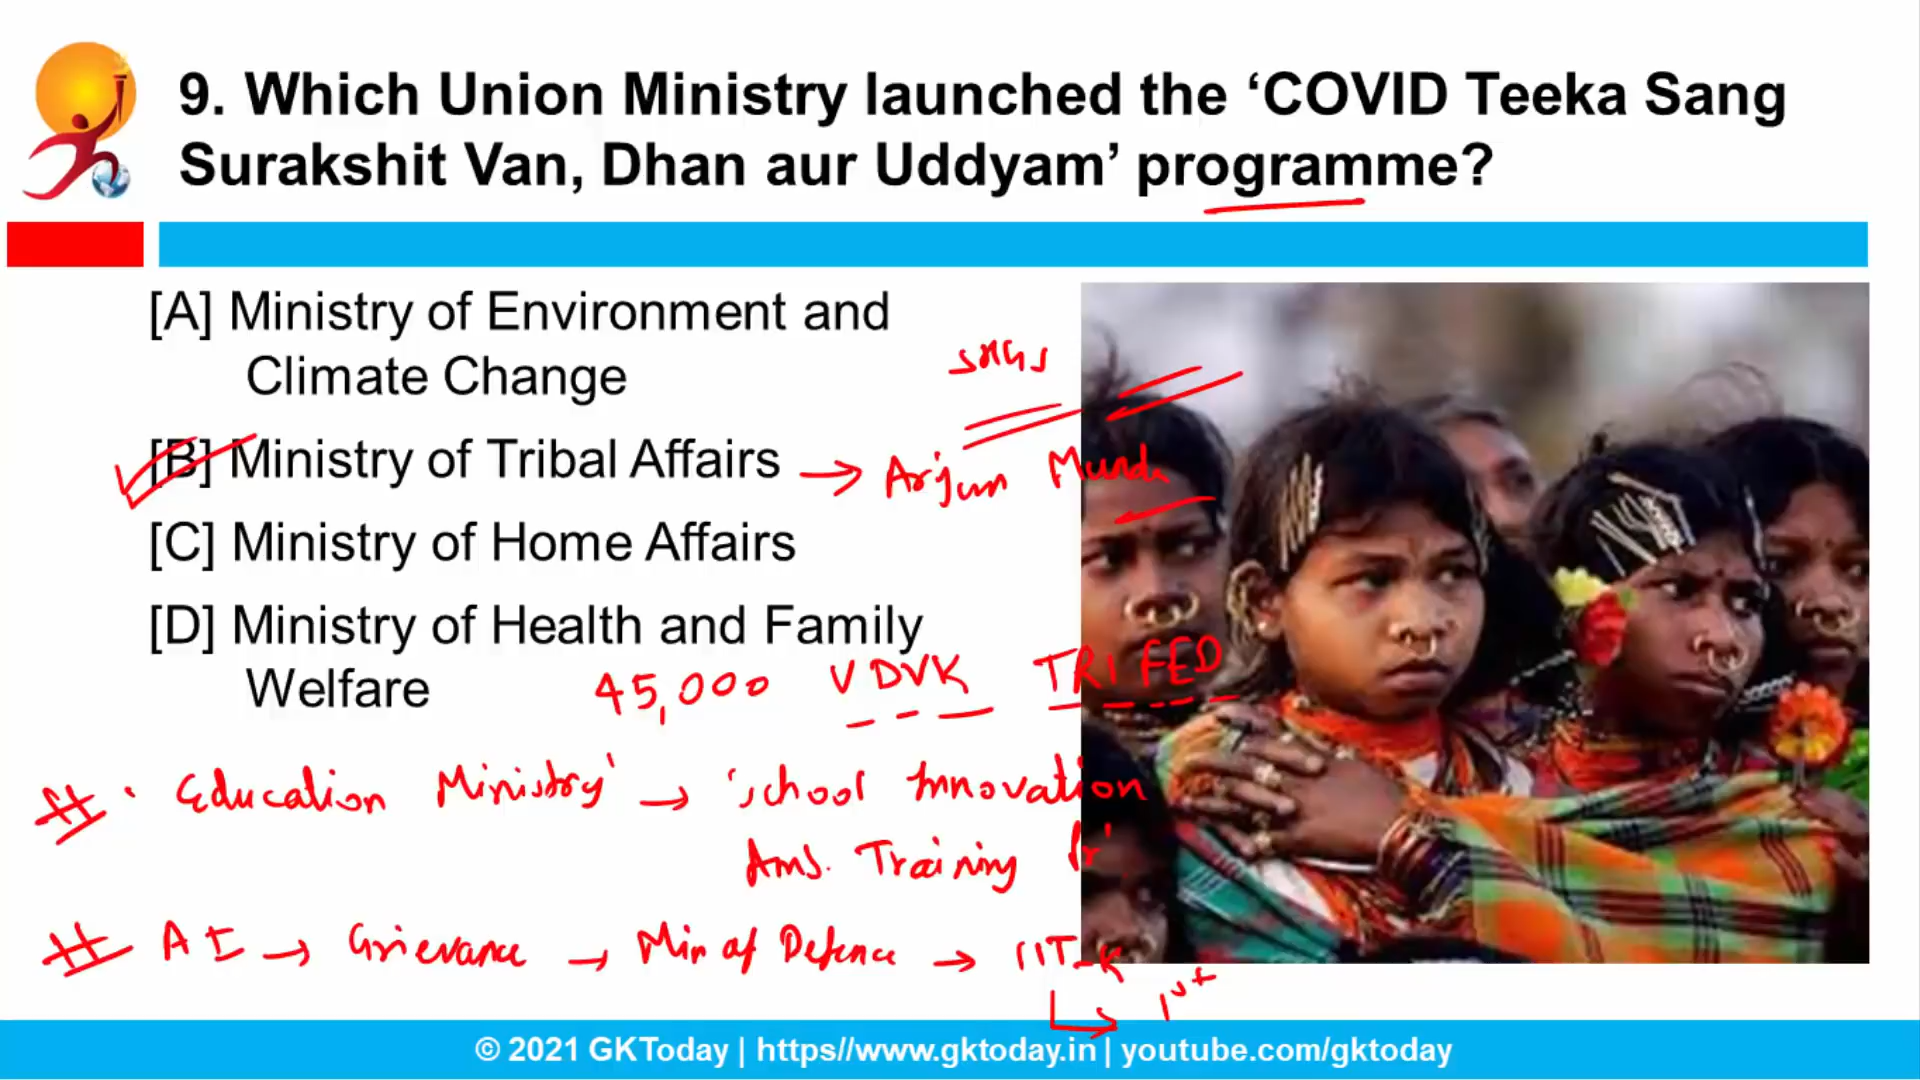 9. Which Union Ministry launched the ‘COVID Teeka Sang
Surakshit Van, Dhan aur Uddyam’ programme?
[A] Ministry of Environment and
Climate Change
[B] Ministry of Tribal Affairs → Arjun Munda
[C] Ministry of Home Affairs
[D] Ministry of Health and Family
Welfare
45,000 VDVK TRIFED
# Education Ministry' → 'School Innovation
Training
# AI → Grievance → Min of Defence → IIT-K
1st
© 2021 GKToday | https//www.gktoday.in | youtube.com/gktoday